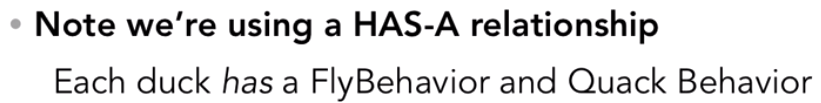 • Note we're using a HAS-A relationship
Each duck has a FlyBehavior and Quack Behavior